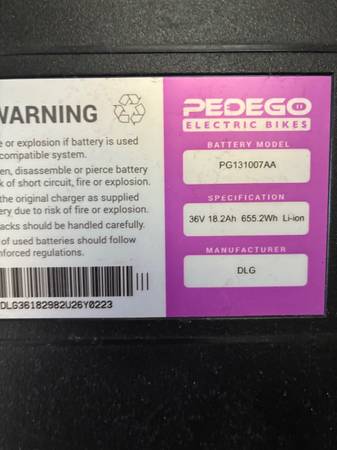 WARNING
e or explosion if battery is used
compatible system.
en, disassemble or pierce battery
k of short circuit, fire or explosion.
the original charger as supplied
ery due to risk of fire or explosion.
acks should be handled carefully.
of used batteries should follow
nforced regulations.
DLG36182982U26Y0223
PEDEGO
ELECTRIC BIKES
BATTERY MODEL
PG131007AA
SPECIFICATION
36V 18.2Ah 655.2Wh Li-ion
MANUFACTURER
DLG